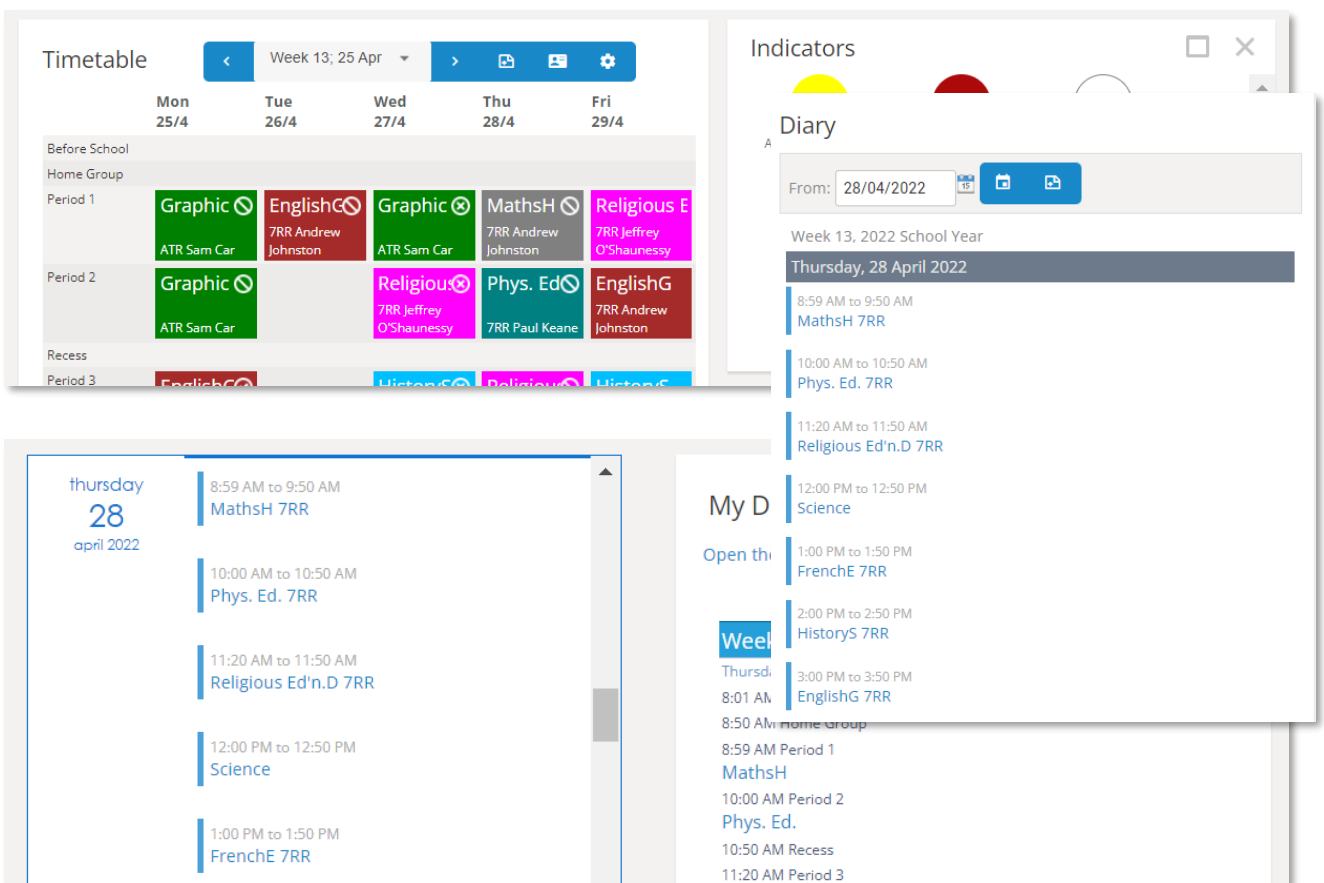 Timetable
Week 13; 25 Apr
Mon Tue Wed Thu Fri
25/4 26/4 27/4 28/4 29/4
Before School
Home Group
Period 1
Graphic EnglishG Graphic MathsH Religious E
7RR Andrew 7RR Andrew 7RR Jeffrey
ATR Sam Car Johnston ATR Sam Car Johnston O'Shaunessy
Period 2
Graphic Religious Phys. Ed EnglishG
7RR Jeffrey 7RR Andrew
ATR Sam Car O'Shaunessy 7RR Paul Keane Johnston
Recess
Period 3
EnglishG HistoryS Religious HistoryS
Indicators
A
Diary
From: 28/04/2022
15
Week 13, 2022 School Year
Thursday, 28 April 2022
8:59 AM to 9:50 AM
MathsH 7RR
10:00 AM to 10:50 AM
Phys. Ed. 7RR
11:20 AM to 11:50 AM
Religious Ed'n.D 7RR
12:00 PM to 12:50 PM
Science
1:00 PM to 1:50 PM
FrenchE 7RR
2:00 PM to 2:50 PM
HistoryS 7RR
3:00 PM to 3:50 PM
EnglishG 7RR
thursday
28
april 2022
8:59 AM to 9:50 AM
MathsH 7RR
10:00 AM to 10:50 AM
Phys. Ed. 7RR
11:20 AM to 11:50 AM
Religious Ed'n.D 7RR
12:00 PM to 12:50 PM
Science
1:00 PM to 1:50 PM
FrenchE 7RR
My D
Open the
Week
Thursda
8:01 AM
8:50 AM Home Group
8:59 AM Period 1
MathsH
10:00 AM Period 2
Phys. Ed.
10:50 AM Recess
11:20 AM Period 3